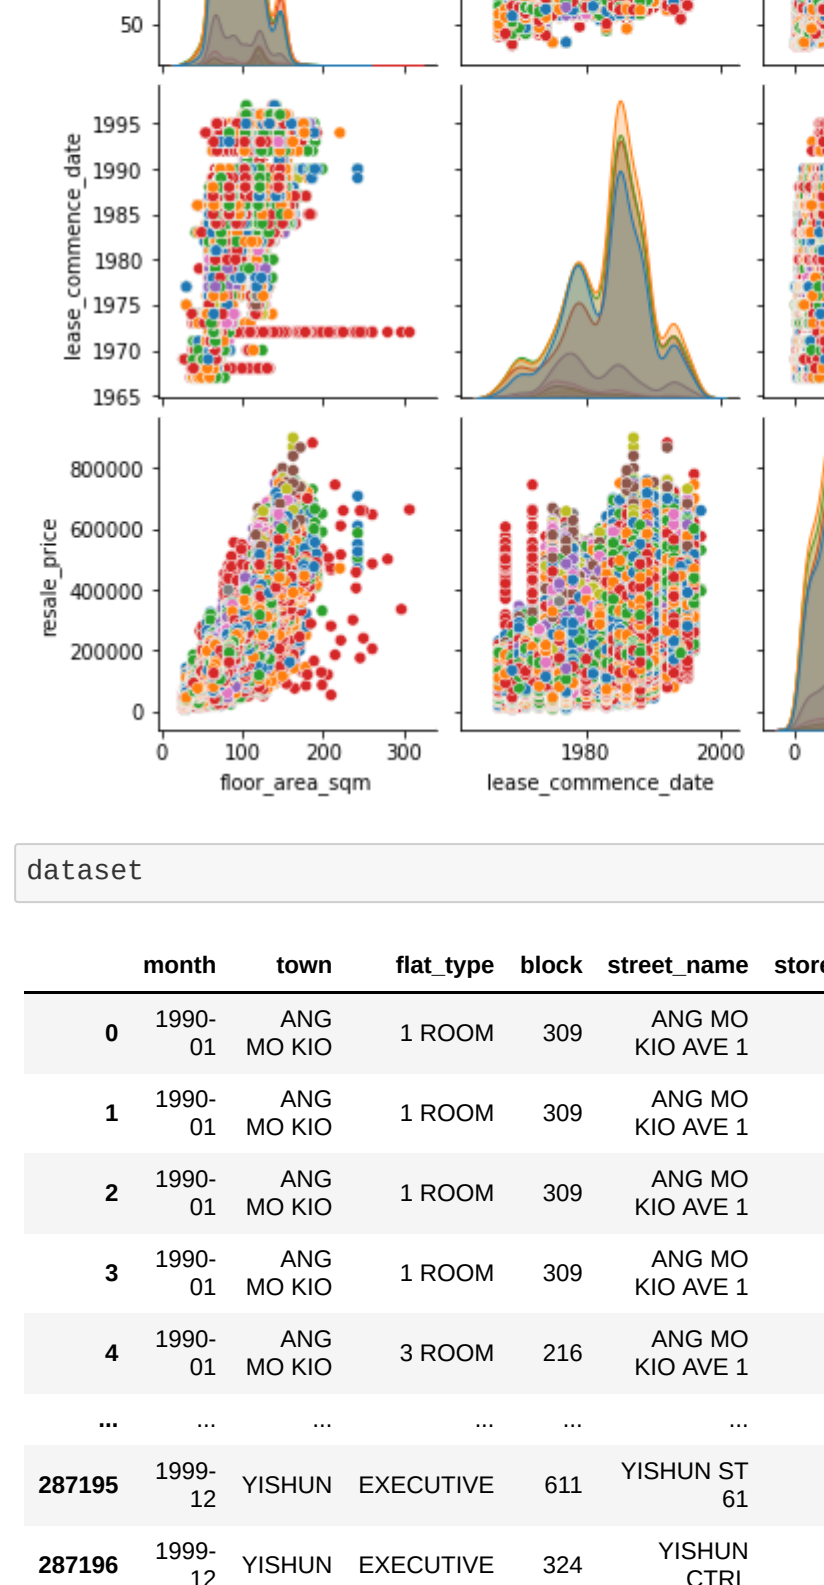 50
1995
1990
1985
1980
1975
1970
1965
lease_commence_date
800000
600000
400000
200000
0
resale_price
0 100 200 300 1980 2000 0
floor_area_sqm lease_commence_date
dataset
month town flat_type block street_name store
0 1990-01 ANG MO KIO 1 ROOM 309 ANG MO KIO AVE 1
1 1990-01 ANG MO KIO 1 ROOM 309 ANG MO KIO AVE 1
2 1990-01 ANG MO KIO 1 ROOM 309 ANG MO KIO AVE 1
3 1990-01 ANG MO KIO 1 ROOM 309 ANG MO KIO AVE 1
4 1990-01 ANG MO KIO 3 ROOM 216 ANG MO KIO AVE 1
... ... ... ... ... ...
287195 1999-12 YISHUN EXECUTIVE 611 YISHUN ST 61
287196 1999-12 YISHUN EXECUTIVE 324 YISHUN CTRL